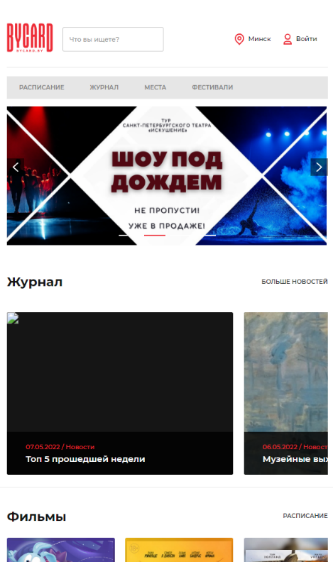 BYCARD
BYCARD.BY
Что вы ищете?
Минск
Войти
РАСПИСАНИЕ
ЖУРНАЛ
МЕСТА
ФЕСТИВАЛИ
ТУР
САНКТ-ПЕТЕРБУРГСКОГО ТЕАТРА
«ИСКУШЕНИЕ»
ШОУ ПОД
ДОЖДЕМ
НЕ ПРОПУСТИ!
УЖЕ В ПРОДАЖЕ!
Журнал
БОЛЬШЕ НОВОСТЕЙ
07.05.2022 / Новости
Топ 5 прошедшей недели
06.05.2022 / Новост
Музейные вых
Фильмы
РАСПИСАНИЕ